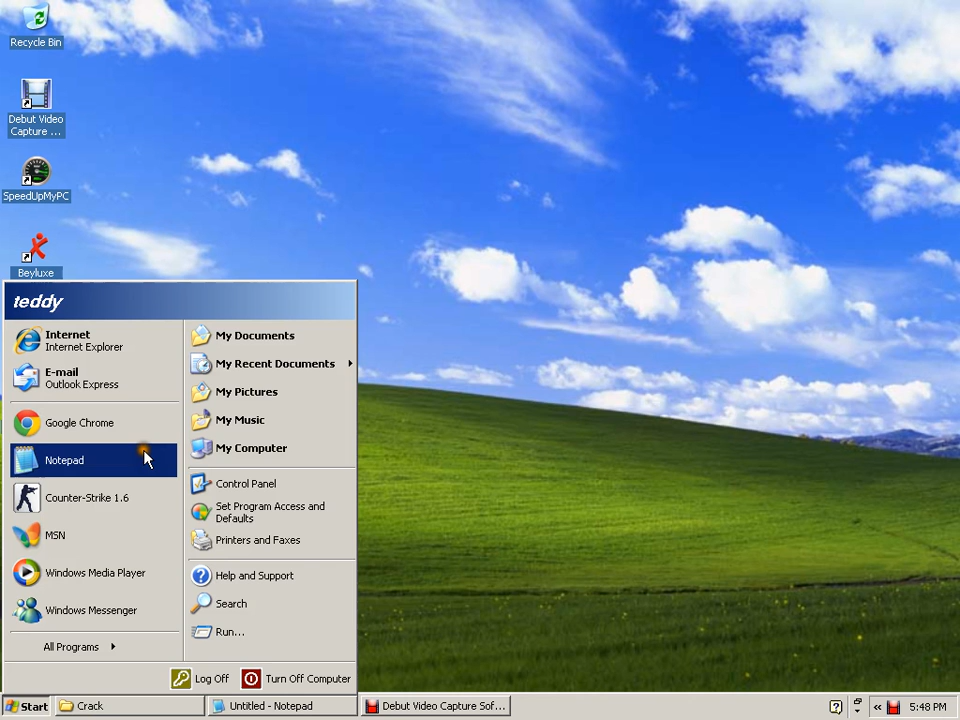 Recycle Bin
Debut Video
Capture ...
SpeedUpMyPC
Beyluxe
teddy
Internet
Internet Explorer
E-mail
Outlook Express
Google Chrome
Notepad
Counter-Strike 1.6
MSN
Windows Media Player
Windows Messenger
All Programs
My Documents
My Recent Documents
My Pictures
My Music
My Computer
Control Panel
Set Program Access and
Defaults
Printers and Faxes
Help and Support
Search
Run...
Log Off
Turn Off Computer
Start
Crack
Untitled - Notepad
Debut Video Capture Sof...
5:48 PM